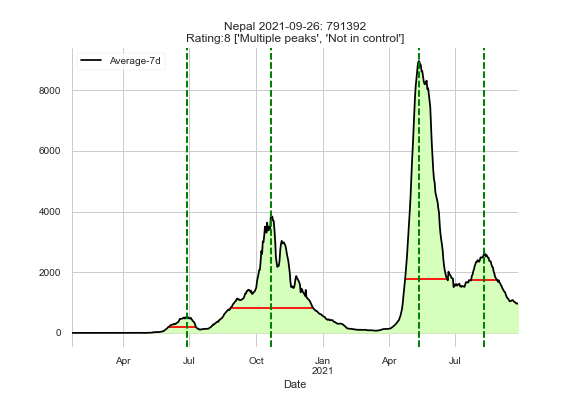 Nepal 2021-09-26: 791392
Rating:8 ['Multiple peaks', 'Not in control']
Average-7d
8000
6000
4000
2000
0
Apr Jul Oct Jan Apr Jul
2021
Date